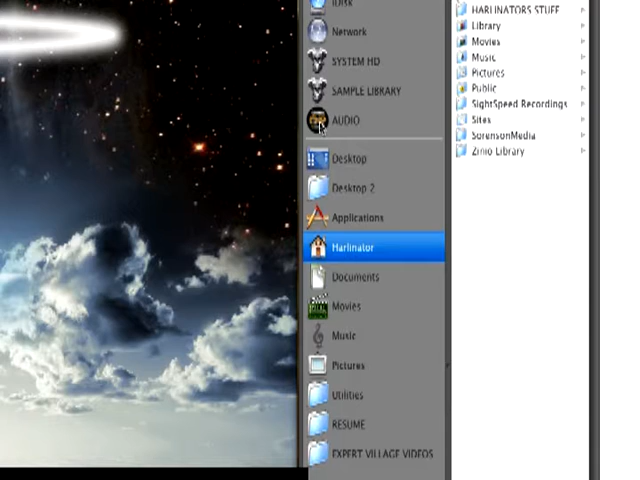 iDisk
Network
SYSTEM HD
SAMPLE LIBRARY
AUDIO
Desktop
Desktop 2
Applications
Harlinator
Documents
Movies
Music
Pictures
Utilities
RESUME
EXPERT VILLAGE VIDEOS
HARLINATORS STUFF
Library
Movies
Music
Pictures
Public
SightSpeed Recordings
Sites
SorensonMedia
Zinio Library